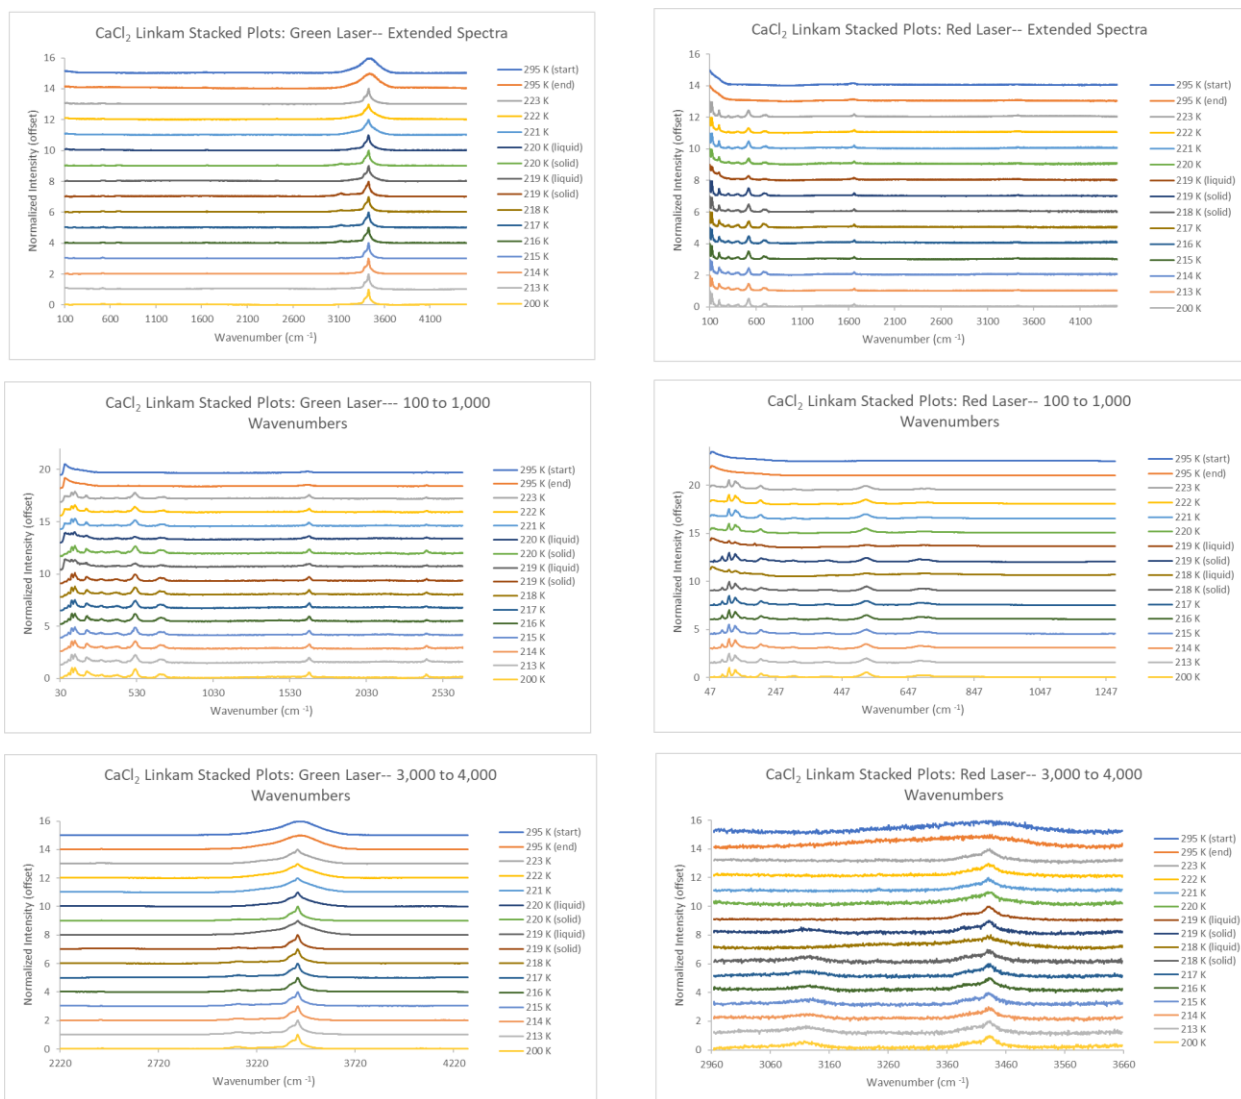 CaCl₂ Linkam Stacked Plots: Green Laser-- Extended Spectra
Normalized Intensity (offset)
16
14
12
10
8
6
4
2
0
100 600 1100 1600 2100 2600 3100 3600 4100
Wavenumber (cm ⁻¹)
295 K (start)
295 K (end)
223 K
222 K
221 K
220 K (liquid)
220 K (solid)
219 K (liquid)
219 K (solid)
218 K
217 K
216 K
215 K
214 K
213 K
200 K
CaCl₂ Linkam Stacked Plots: Red Laser-- Extended Spectra
Normalized Intensity (offset)
16
14
12
10
8
6
4
2
0
100 600 1100 1600 2100 2600 3100 3600 4100
Wavenumber (cm ⁻¹)
295 K (start)
295 K (end)
223 K
222 K
221 K
220 K
219 K (liquid)
219 K (solid)
218 K (solid)
217 K
216 K
215 K
214 K
213 K
200 K
CaCl₂ Linkam Stacked Plots: Green Laser--- 100 to 1,000
Wavenumbers
Normalized Intensity (offset)
20
15
10
5
0
30 530 1030 1530 2030 2530
Wavenumber (cm ⁻¹)
295 K (start)
295 K (end)
223 K
222 K
221 K
220 K (liquid)
220 K (solid)
219 K (liquid)
219 K (solid)
218 K
217 K
216 K
215 K
214 K
213 K
200 K
CaCl₂ Linkam Stacked Plots: Red Laser-- 100 to 1,000
Wavenumbers
Normalized Intensity (offset)
20
15
10
5
0
47 247 447 647 847 1047 1247
Wavenumber (cm ⁻¹)
295 K (start)
295 K (end)
223 K
222 K
221 K
220 K
219 K (liquid)
219 K (solid)
218 K (liquid)
218 K (solid)
217 K
216 K
215 K
214 K
213 K
200 K
CaCl₂ Linkam Stacked Plots: Green Laser-- 3,000 to 4,000
Wavenumbers
Normalized Intensity (offset)
16
14
12
10
8
6
4
2
0
2220 2720 3220 3720 4220
Wavenumber (cm ⁻¹)
295 K (start)
295 K (end)
223 K
222 K
221 K
220 K (liquid)
220 K (solid)
219 K (liquid)
219 K (solid)
218 K
217 K
216 K
215 K
214 K
213 K
200 K
CaCl₂ Linkam Stacked Plots: Red Laser-- 3,000 to 4,000
Wavenumbers
Normalized Intensity (offset)
16
14
12
10
8
6
4
2
0
2960 3060 3160 3260 3360 3460 3560 3660
Wavenumber (cm ⁻¹)
295 K (start)
295 K (end)
223 K
222 K
221 K
220 K
219 K (liquid)
219 K (solid)
218 K (liquid)
218 K (solid)
217 K
216 K
215 K
214 K
213 K
200 K